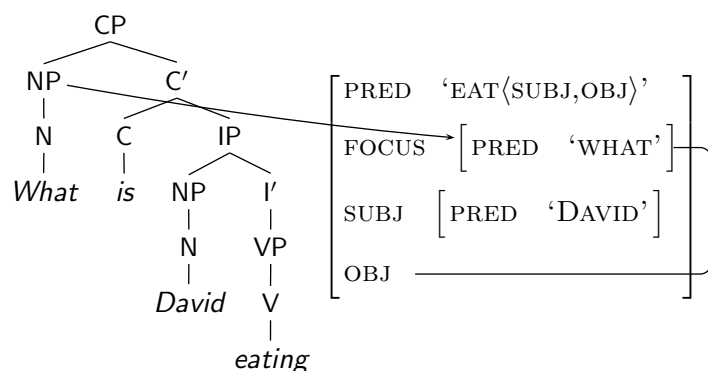 CP
NP C′
PRED ‘EAT⟨SUBJ,OBJ⟩’
N C IP
FOCUS [PRED ‘WHAT’]
What is NP I′
SUBJ [PRED ‘DAVID’]
N VP
OBJ
David V
eating